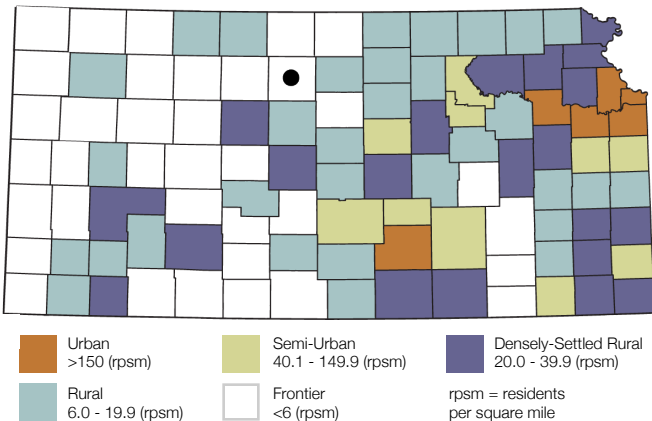 Urban
>150 (rpsm)
Semi-Urban
40.1 - 149.9 (rpsm)
Densely-Settled Rural
20.0 - 39.9 (rpsm)
Rural
6.0 - 19.9 (rpsm)
Frontier
<6 (rpsm)
rpsm = residents
per square mile